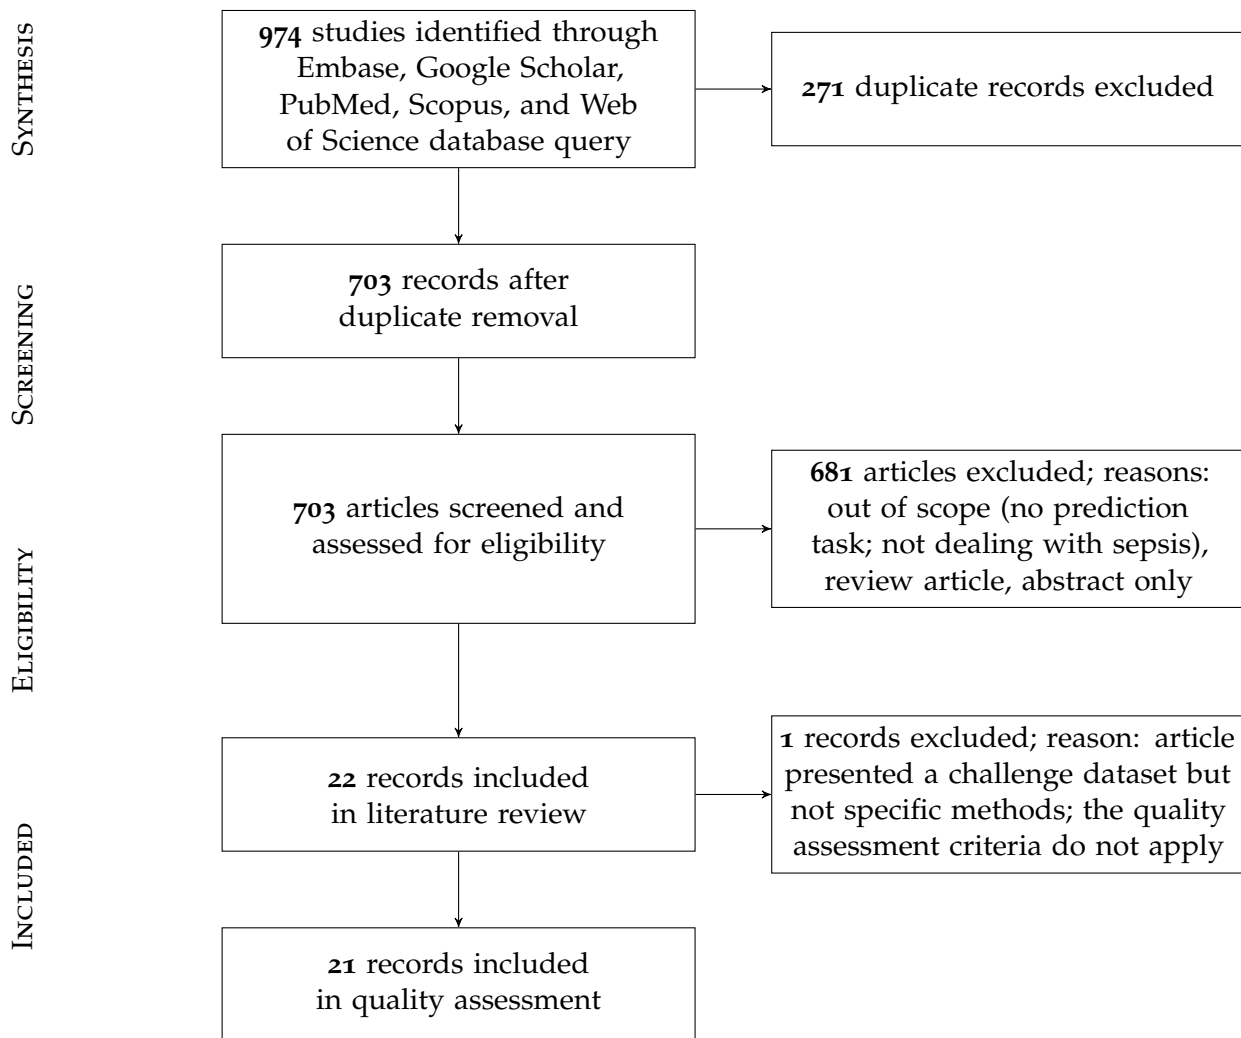 SYNTHESIS
974 studies identified through
Embase, Google Scholar,
PubMed, Scopus, and Web
of Science database query
271 duplicate records excluded
SCREENING
703 records after
duplicate removal
ELIGIBILITY
703 articles screened and
assessed for eligibility
681 articles excluded; reasons:
out of scope (no prediction
task; not dealing with sepsis),
review article, abstract only
INCLUDED
22 records included
in literature review
1 records excluded; reason: article
presented a challenge dataset but
not specific methods; the quality
assessment criteria do not apply
21 records included
in quality assessment